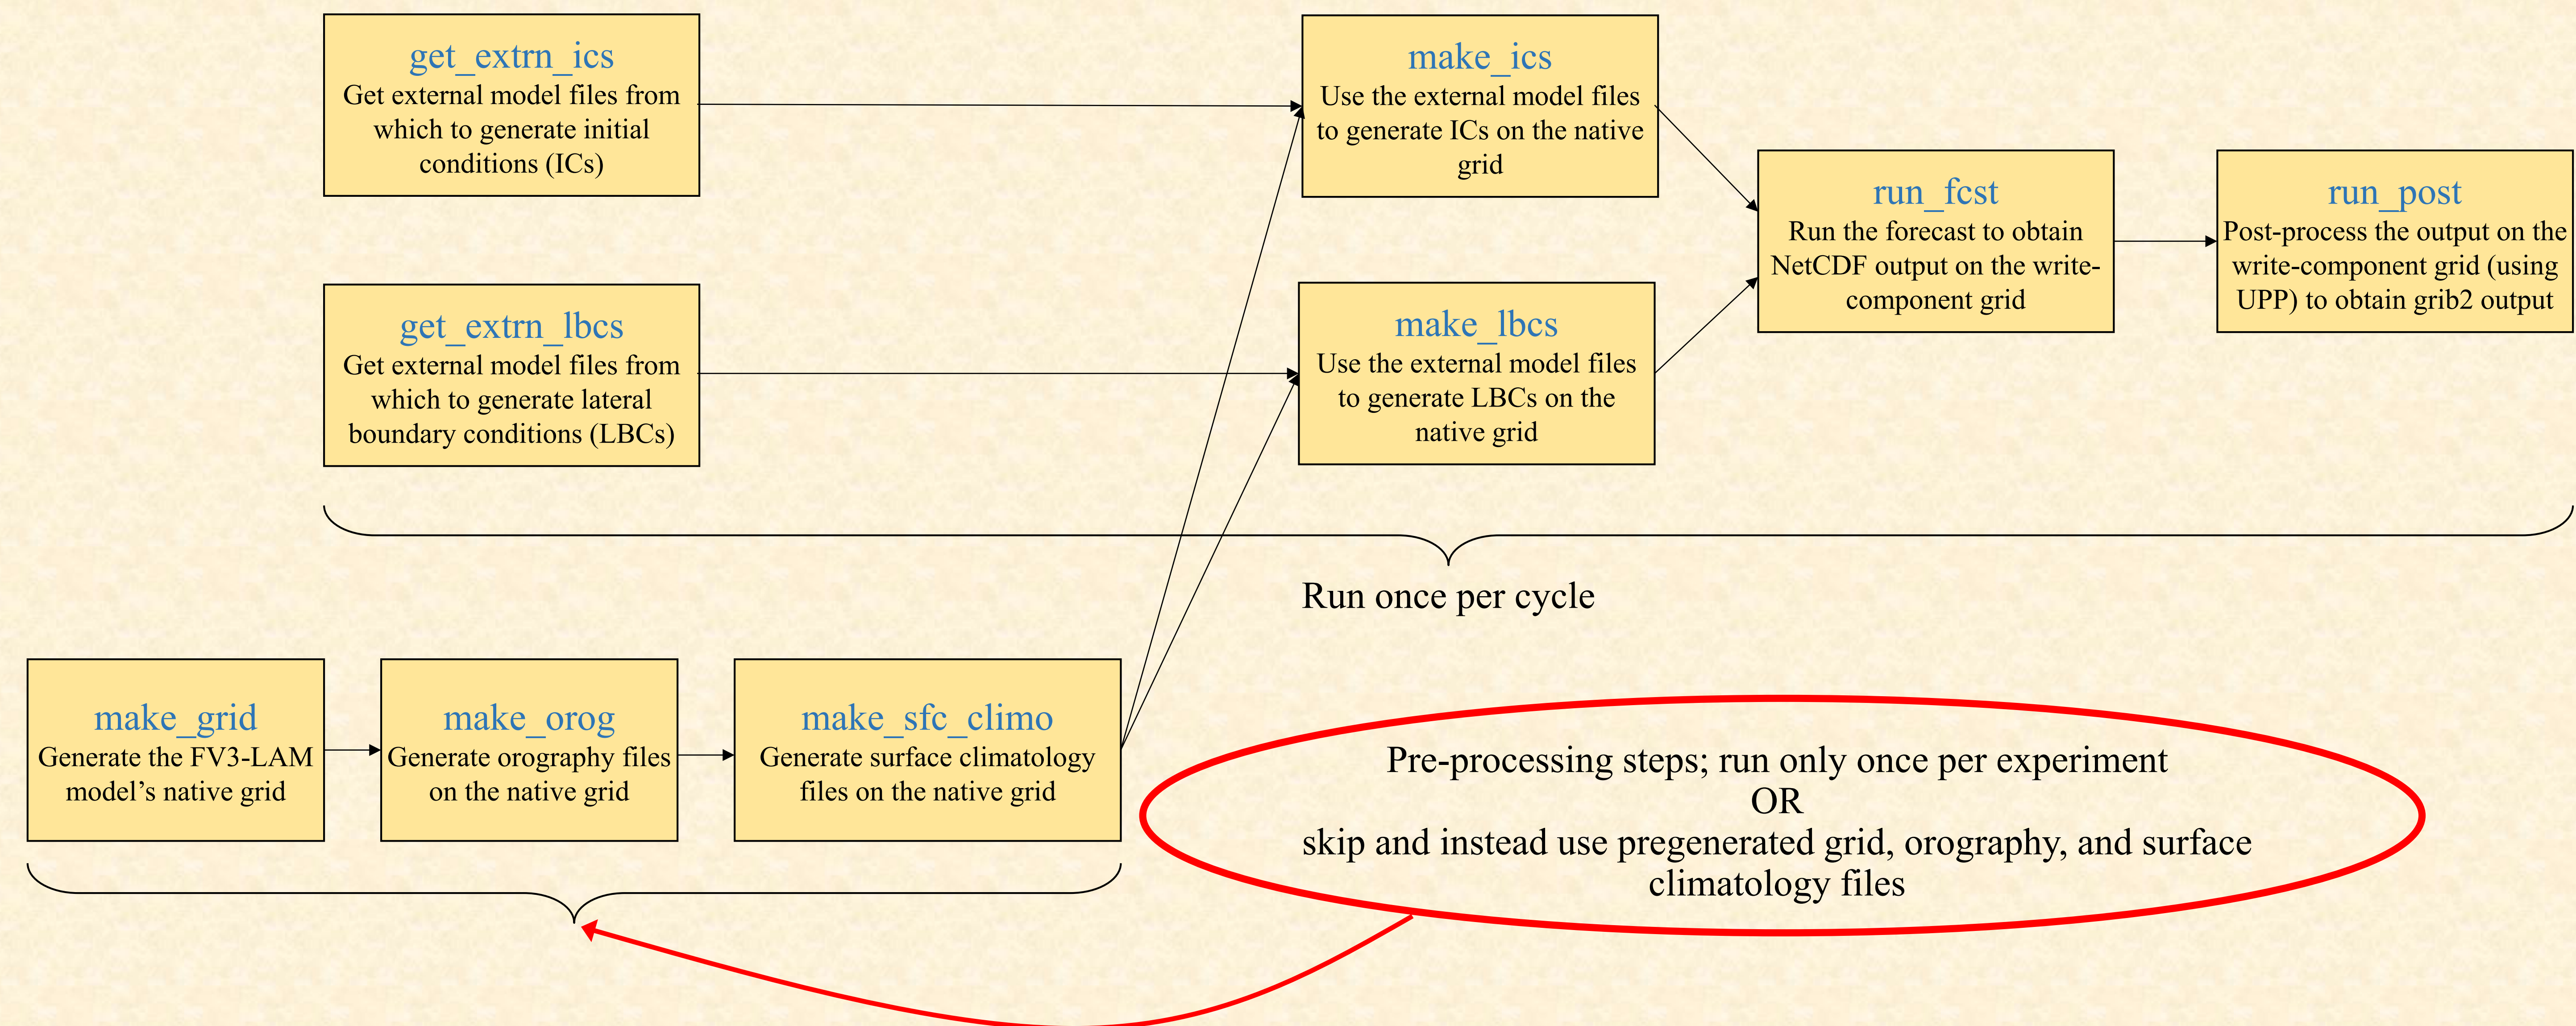 get_extrn_ics
Get external model files from
which to generate initial
conditions (ICs)
make_ics
Use the external model files
to generate ICs on the native
grid
run_fcst
Run the forecast to obtain
NetCDF output on the write-
component grid
run_post
Post-process the output on the
write-component grid (using
UPP) to obtain grib2 output
get_extrn_lbcs
Get external model files from
which to generate lateral
boundary conditions (LBCs)
make_lbcs
Use the external model files
to generate LBCs on the
native grid
Run once per cycle
make_grid
Generate the FV3-LAM
model’s native grid
make_orog
Generate orography files
on the native grid
make_sfc_climo
Generate surface climatology
files on the native grid
Pre-processing steps; run only once per experiment
OR
skip and instead use pregenerated grid, orography, and surface
climatology files